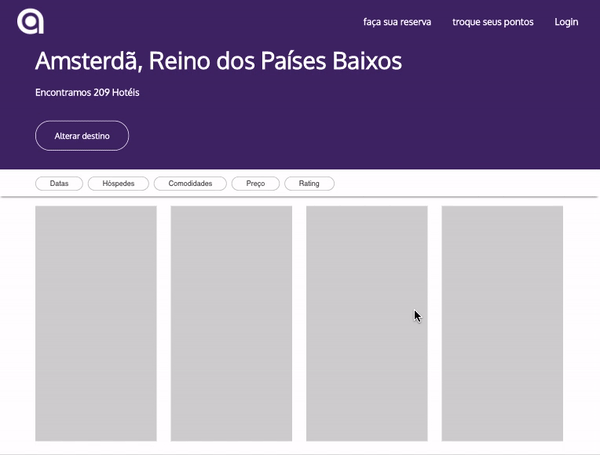 faça sua reserva troque seus pontos Login
Amsterdã, Reino dos Países Baixos
Encontramos 209 Hotéis
Alterar destino
Datas Hóspedes Comodidades Preço Rating